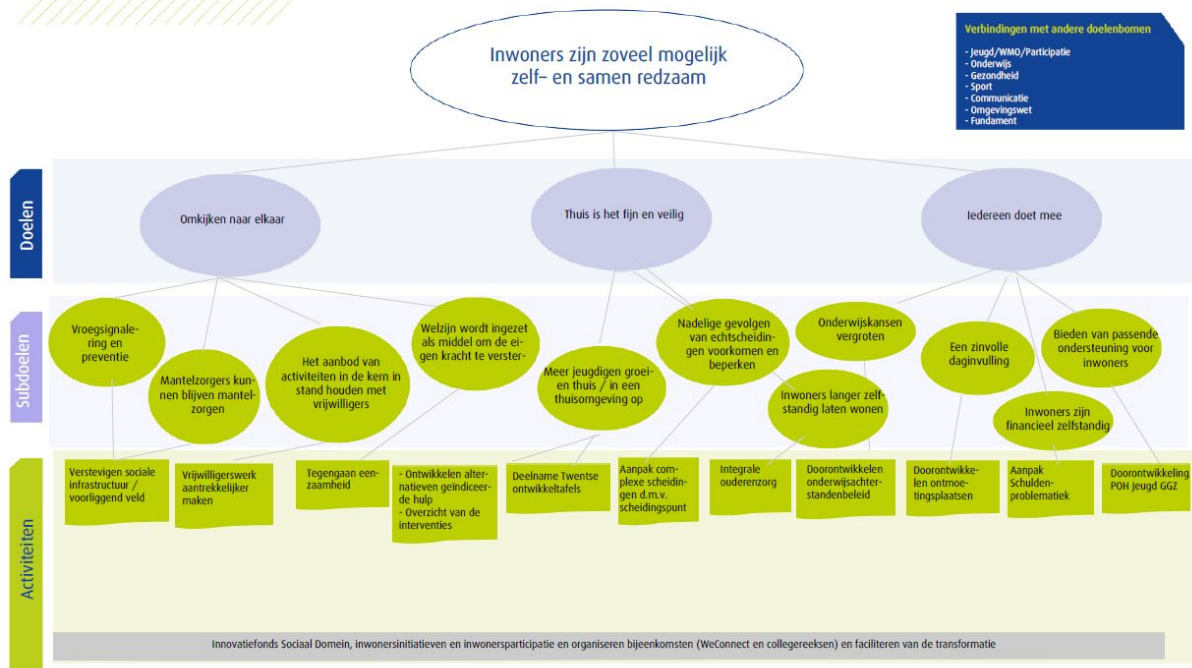 Inwoners zijn zoveel mogelijk
zelf- en samen redzaam
Verbindingen met andere doelenbomen
- Jeugd/WMO/Participatie
- Onderwijs
- Gezondheid
- Sport
- Communicatie
- Omgevingswet
- Fundament
Doelen
Omkijken naar elkaar
Thuis is het fijn en veilig
Iedereen doet mee
Subdoelen
Vroegsignale-
ring en
preventie
Mantelzorgers kun-
nen blijven mantel-
zorgen
Het aanbod van
activiteiten in de kern in
stand houden met
vrijwilligers
Welzijn wordt ingezet
als middel om de ei-
gen kracht te verster-
Meer jeugdigen groei-
en thuis / in een
thuisomgeving op
Nadelige gevolgen
van echtscheidin-
gen voorkomen en
beperken
Inwoners langer zelf-
standig laten wonen
Onderwijskansen
vergroten
Een zinvolle
daginvulling
Inwoners zijn
financieel zelfstandig
Bieden van passende
ondersteuning voor
inwoners
Activiteiten
Verstevigen sociale
infrastructuur /
voorliggend veld
Vrijwilligerswerk
aantrekkelijker
maken
Tegengaan een-
zaamheid
- Ontwikkelen alter-
natieven geïndiceer-
de hulp
- Overzicht van de
interventies
Deelname Twentse
ontwikkeltafels
Aanpak com-
plexe scheidin-
gen d.m.v.
scheidingspunt
Integrale
ouderenzorg
Doorontwikkelen
onderwijsachter-
standenbeleid
Doorontwikke-
len ontmoe-
tingsplaatsen
Aanpak
Schulden-
problematiek
Doorontwikkeling
POH Jeugd GGZ
Innovatiefonds Sociaal Domein, inwonersinitiatieven en inwonersparticipatie en organiseren bijeenkomsten (WeConnect en collegereeksen) en faciliteren van de transformatie